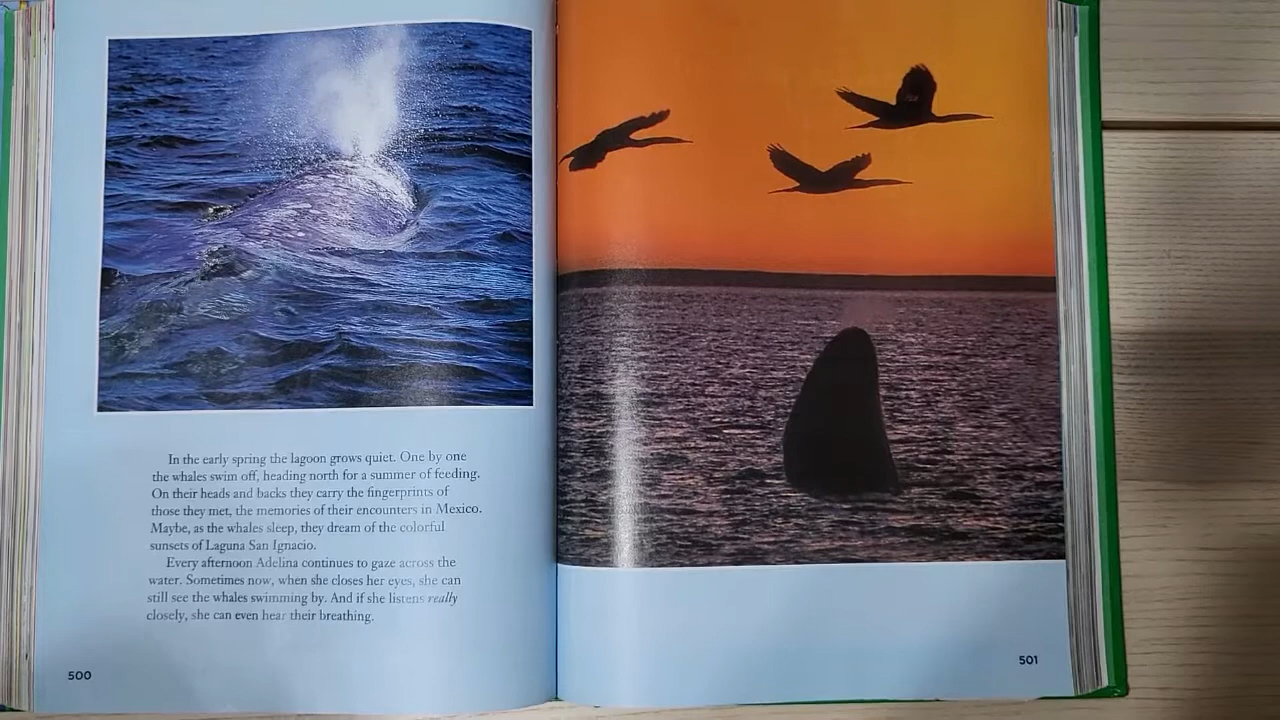 In the early spring the lagoon grows quiet. One by one
the whales swim off, heading north for a summer of feeding.
On their heads and backs they carry the fingerprints of
those they met, the memories of their encounters in Mexico.
Maybe, as the whales sleep, they dream of the colorful
sunsets of Laguna San Ignacio.
Every afternoon Adelina continues to gaze across the
water. Sometimes now, when she closes her eyes, she can
still see the whales swimming by. And if she listens really
closely, she can even hear their breathing.
500
501